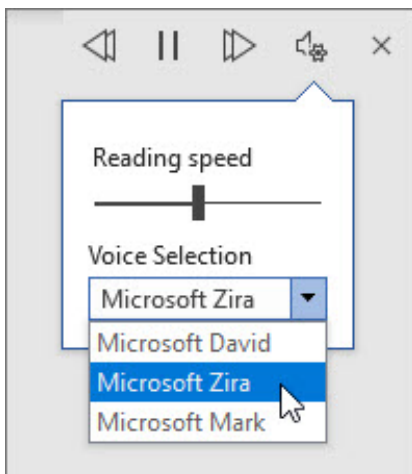 Reading speed
Voice Selection
Microsoft Zira
Microsoft David
Microsoft Zira
Microsoft Mark